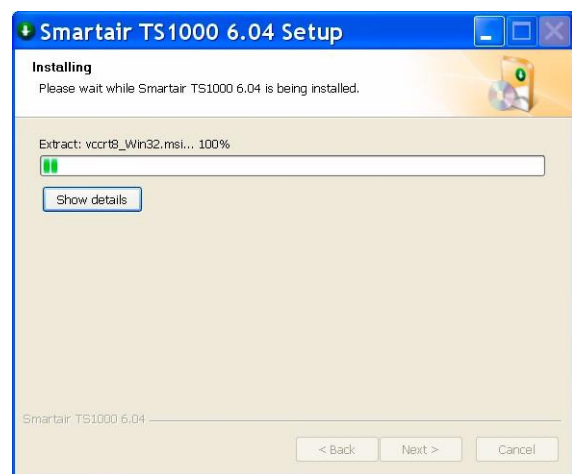 Smartair TS1000 6.04 Setup
Installing
Please wait while Smartair TS1000 6.04 is being installed.
Extract: vccrt8_Win32.msi... 100%
Show details
Smartair TS1000 6.04
< Back Next > Cancel